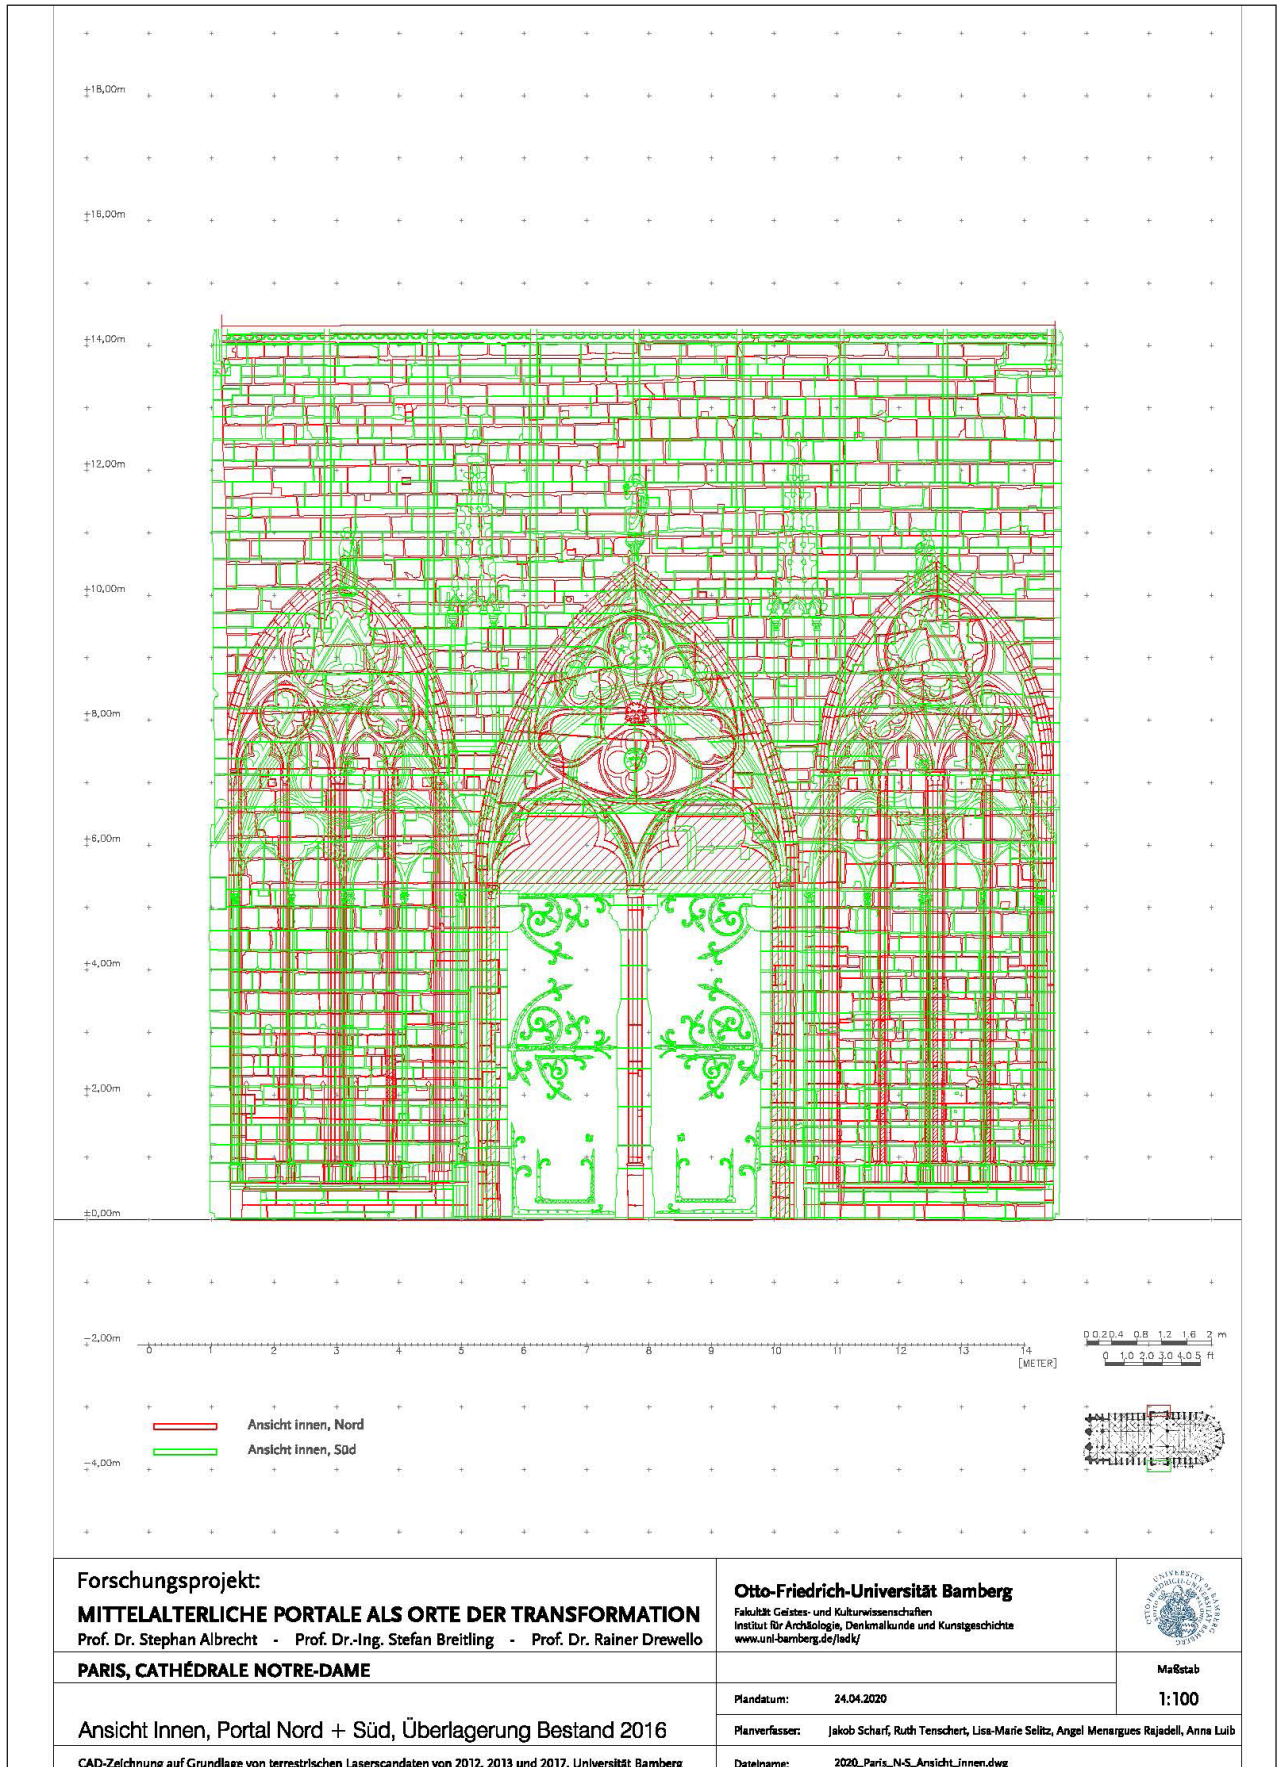 +18,00m
+16,00m
+14,00m
+12,00m
+10,00m
+8,00m
+6,00m
+4,00m
+2,00m
±0,00m
-2,00m
0 1 2 3 4 5 6 7 8 9 10 11 12 13 14
[METER]
0 0.2 0.4 0.8 1.2 1.6 2 m
0 1.0 2.0 3.0 4.0 5 ft
Ansicht innen, Nord
Ansicht innen, Süd
-4,00m
Forschungsprojekt:
MITTELALTERLICHE PORTALE ALS ORTE DER TRANSFORMATION
Prof. Dr. Stephan Albrecht - Prof. Dr.-Ing. Stefan Breitling - Prof. Dr. Rainer Drewello
PARIS, CATHÉDRALE NOTRE-DAME
Ansicht Innen, Portal Nord + Süd, Überlagerung Bestand 2016
CAD-Zeichnung auf Grundlage von terrestrischen Laserscandaten von 2012, 2013 und 2017, Universität Bamberg
Otto-Friedrich-Universität Bamberg
Fakultät Geistes- und Kulturwissenschaften
Institut für Archäologie, Denkmalkunde und Kunstgeschichte
www.uni-bamberg.de/iadk/
UNIVERSITY of BAMBERG
OTTO-FRIEDRICH-UNIVERSITÄT BAMBERG
Maßstab
1:100
Plandatum: 24.04.2020
Planverfasser: Jakob Scharf, Ruth Tenschert, Lisa-Marie Selitz, Angel Menargues Rajadell, Anna Luib
Dateiname: 2020_Paris_N-S_Ansicht_innen.dwg